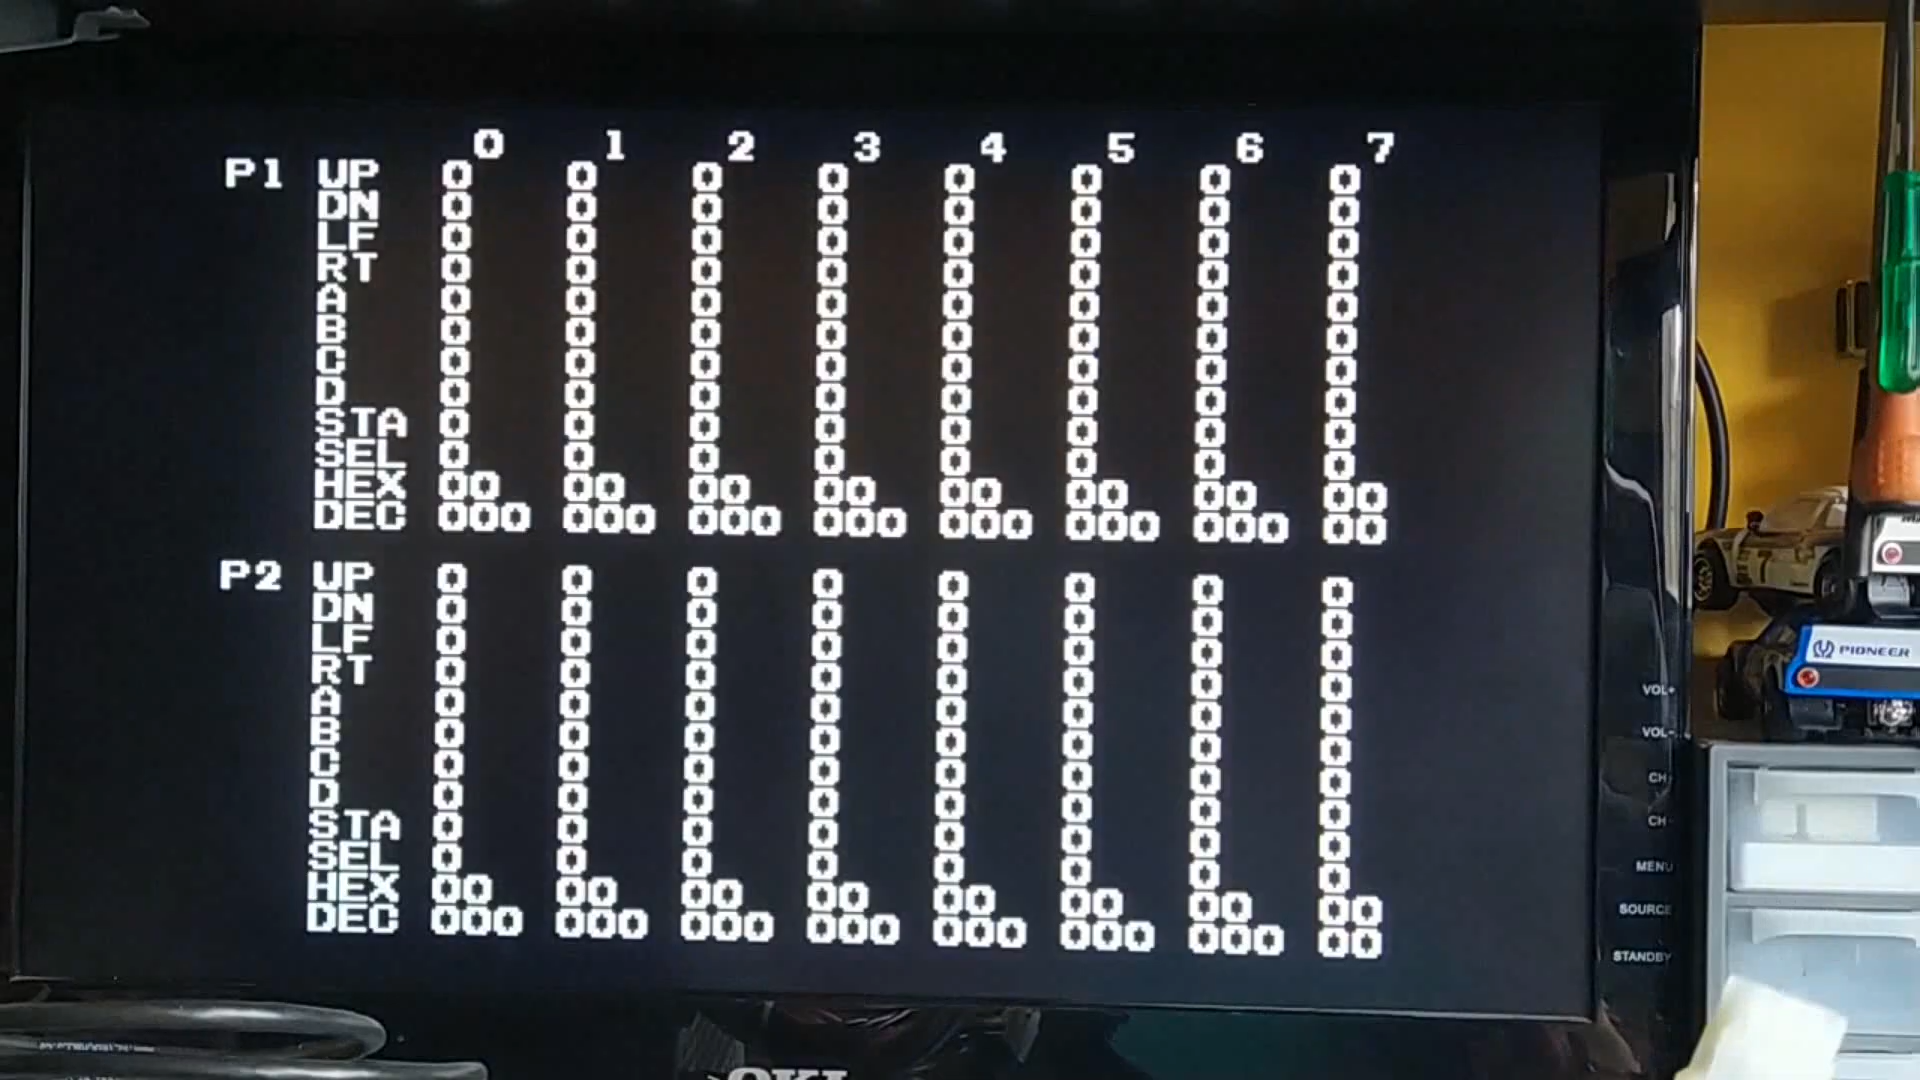 0 1 2 3 4 5 6 7
P1 UP 0 0 0 0 0 0 0 0
DN 0 0 0 0 0 0 0 0
LF 0 0 0 0 0 0 0 0
RT 0 0 0 0 0 0 0 0
A 0 0 0 0 0 0 0 0
B 0 0 0 0 0 0 0 0
C 0 0 0 0 0 0 0 0
D 0 0 0 0 0 0 0 0
STA 0 0 0 0 0 0 0 0
SEL 0 0 0 0 0 0 0 0
HEX 00 00 00 00 00 00 00 00
DEC 000 000 000 000 000 000 000 00
P2 UP 0 0 0 0 0 0 0 0
DN 0 0 0 0 0 0 0 0
LF 0 0 0 0 0 0 0 0
RT 0 0 0 0 0 0 0 0
A 0 0 0 0 0 0 0 0
B 0 0 0 0 0 0 0 0
C 0 0 0 0 0 0 0 0
D 0 0 0 0 0 0 0 0
STA 0 0 0 0 0 0 0 0
SEL 0 0 0 0 0 0 0 0
HEX 00 00 00 00 00 00 00 00
DEC 000 000 000 000 000 000 000 00
PIONEER
7
VOL+
VOL-
CH
CH-
MENU
SOURCE
STANDBY
OKI